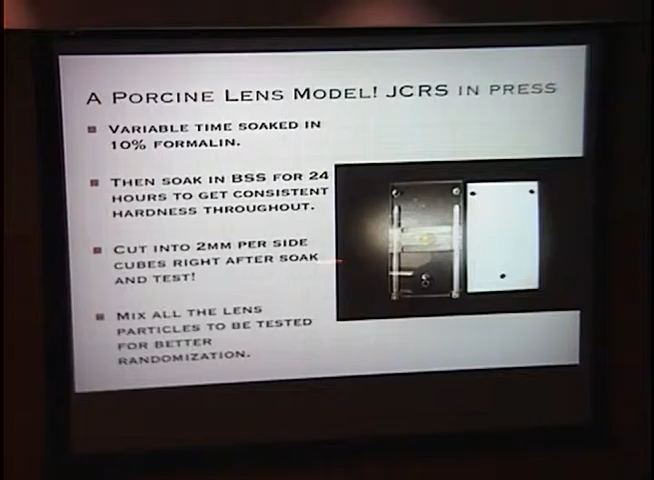 A Porcine Lens Model! JCRS in press
Variable time soaked in
10% formalin.
Then soak in BSS for 24
hours to get consistent
hardness throughout.
Cut into 2mm per side
cubes right after soak
and test!
Mix all the lens
particles to be tested
for better
randomization.